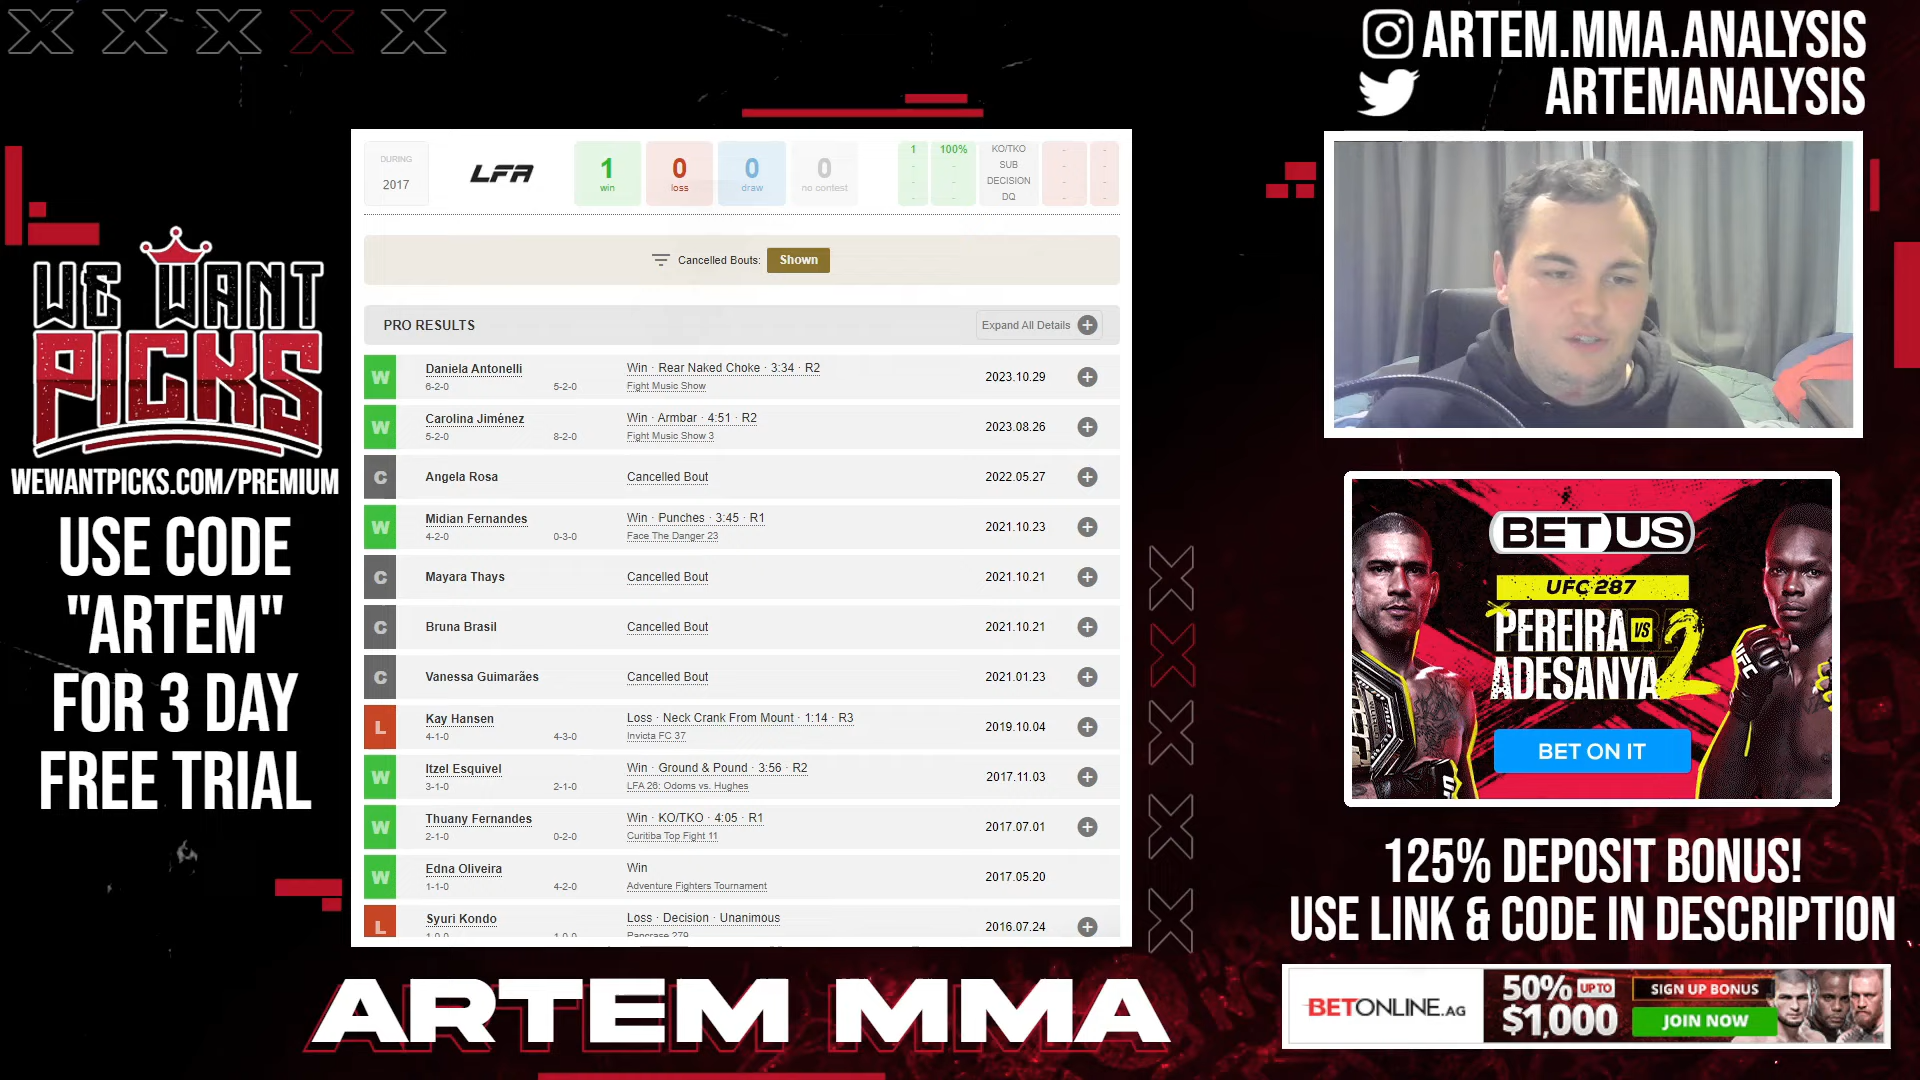 ARTEM.MMA.ANALYSIS
ARTEMANALYSIS
WE WANT
PICKS
WEWANTPICKS.COM/PREMIUM
USE CODE
"ARTEM"
FOR 3 DAY
FREE TRIAL
DURING
2017
LFA
1
win
0
loss
0
draw
0
no contest
1 100% KO/TKO - -
- - SUB - -
- - DECISION - -
- - DQ - -
Cancelled Bouts: Shown
PRO RESULTS Expand All Details
W Daniela Antonelli Win · Rear Naked Choke · 3:34 · R2 2023.10.29
6-2-0 5-2-0 Fight Music Show
W Carolina Jiménez Win · Armbar · 4:51 · R2 2023.08.26
5-2-0 8-2-0 Fight Music Show 3
C Angela Rosa Cancelled Bout 2022.05.27
W Midian Fernandes Win · Punches · 3:45 · R1 2021.10.23
4-2-0 0-3-0 Face The Danger 23
C Mayara Thays Cancelled Bout 2021.10.21
C Bruna Brasil Cancelled Bout 2021.10.21
C Vanessa Guimarães Cancelled Bout 2021.01.23
L Kay Hansen Loss · Neck Crank From Mount · 1:14 · R3 2019.10.04
4-1-0 4-3-0 Invicta FC 37
W Itzel Esquivel Win · Ground & Pound · 3:56 · R2 2017.11.03
3-1-0 2-1-0 LFA 26: Odoms vs. Hughes
W Thuany Fernandes Win · KO/TKO · 4:05 · R1 2017.07.01
2-1-0 0-2-0 Curitiba Top Fight 11
W Edna Oliveira Win 2017.05.20
1-1-0 4-2-0 Adventure Fighters Tournament
L Syuri Kondo Loss · Decision · Unanimous 2016.07.24
1-0-0 1-0-0 Pancrase 279
ARTEM MMA
BETUS
UFC 287
PEREIRA VS
ADESANYA 2
UFC
BET ON IT
125% DEPOSIT BONUS!
USE LINK & CODE IN DESCRIPTION
BETONLINE.AG
50% UP TO
$1,000
SIGN UP BONUS
JOIN NOW